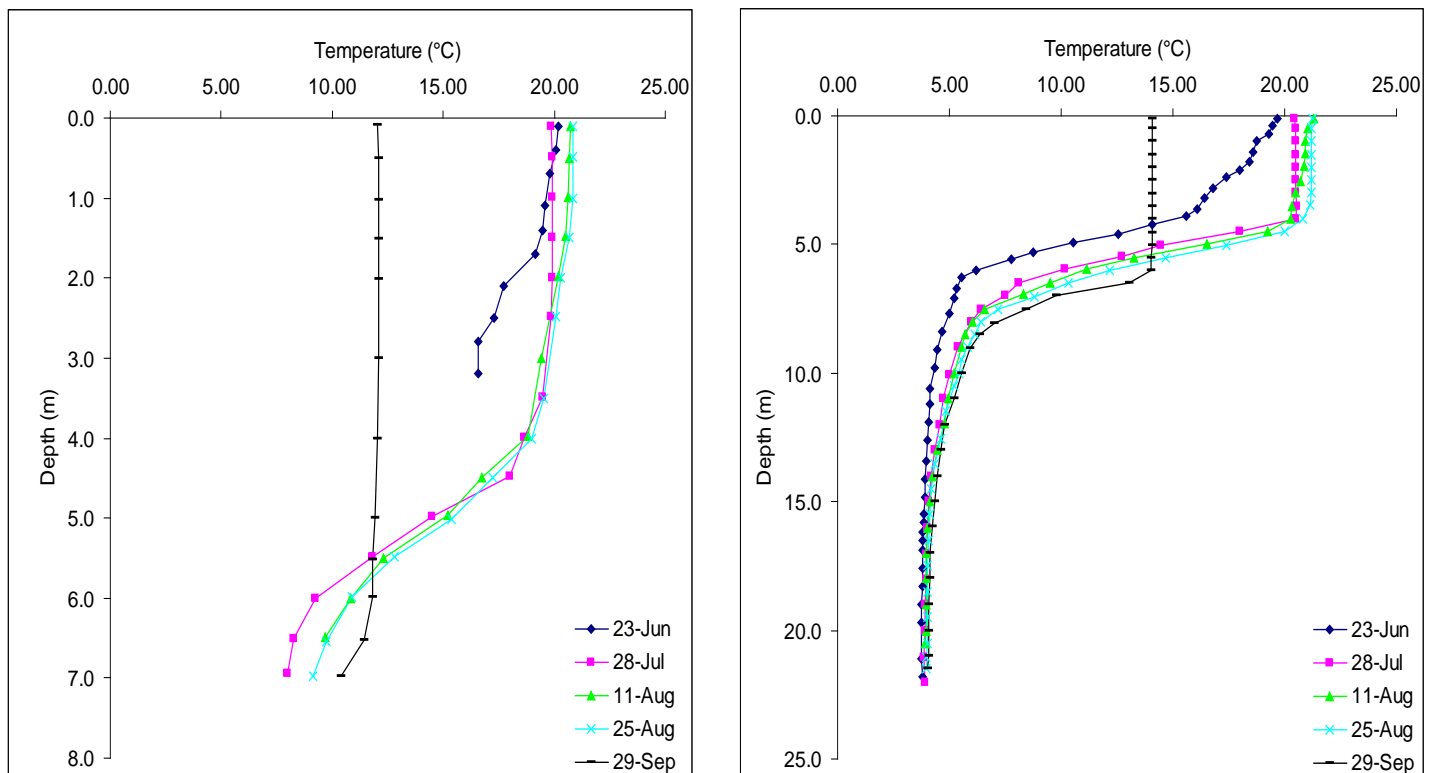 Temperature (°C)
0.00 5.00 10.00 15.00 20.00 25.00
0.0
1.0
2.0
3.0
4.0
5.0
6.0
7.0
8.0
Depth (m)
23-Jun
28-Jul
11-Aug
25-Aug
29-Sep
Temperature (°C)
0.00 5.00 10.00 15.00 20.00 25.00
0.0
5.0
10.0
15.0
20.0
25.0
Depth (m)
23-Jun
28-Jul
11-Aug
25-Aug
29-Sep